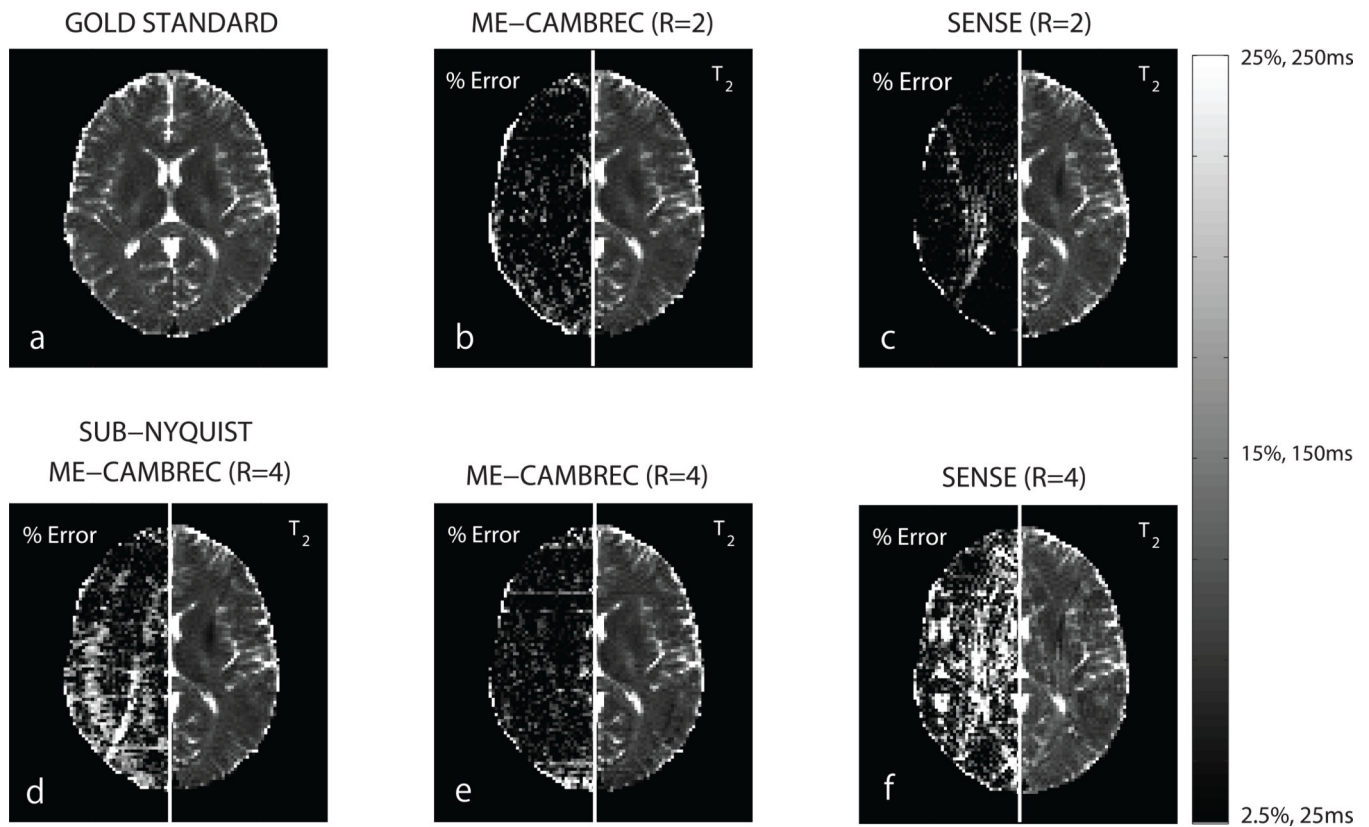 GOLD STANDARD
ME–CAMBREC (R=2)
SENSE (R=2)
% Error
T2
% Error
T2
a
b
c
25%, 250ms
15%, 150ms
2.5%, 25ms
SUB–NYQUIST
ME–CAMBREC (R=4)
ME–CAMBREC (R=4)
SENSE (R=4)
% Error
T2
% Error
T2
% Error
T2
d
e
f